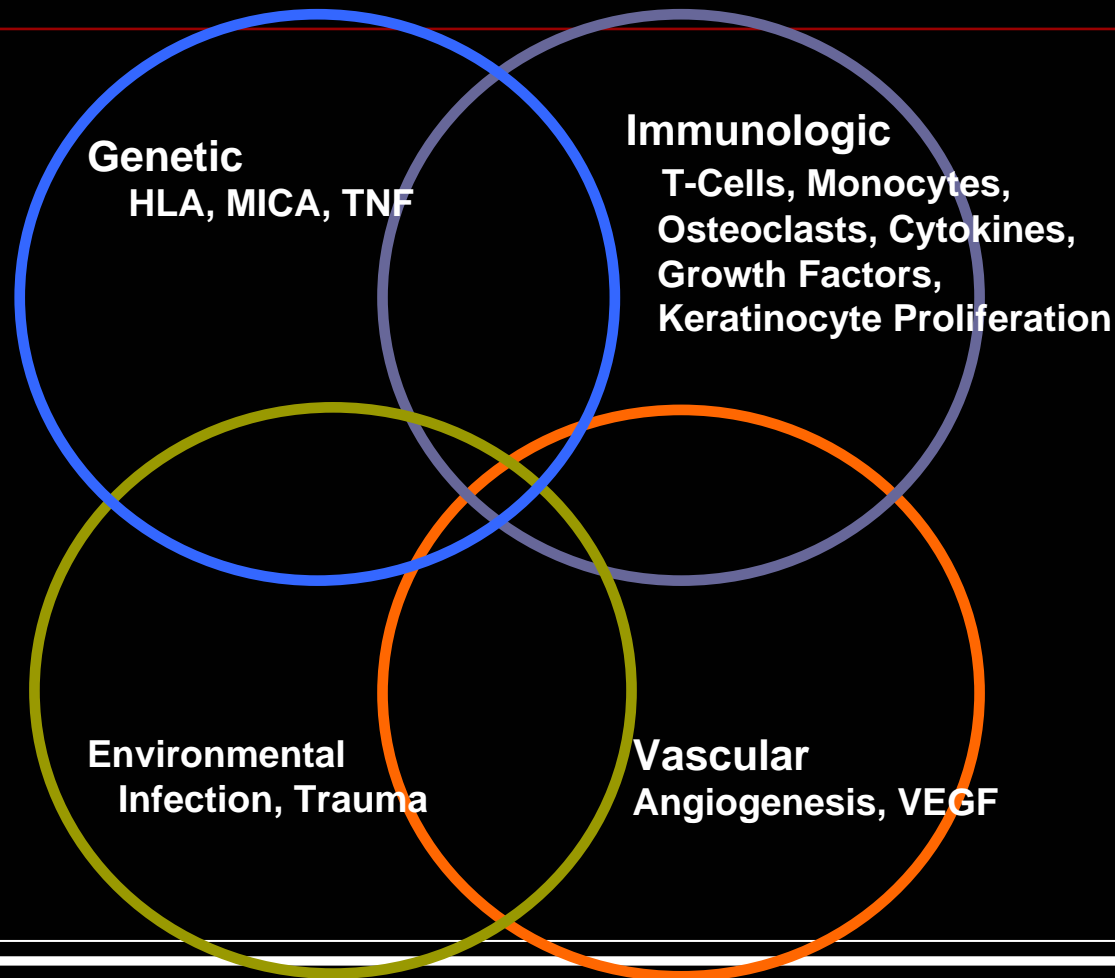 Genetic
HLA, MICA, TNF
Immunologic
T-Cells, Monocytes,
Osteoclasts, Cytokines,
Growth Factors,
Keratinocyte Proliferation
Environmental
Infection, Trauma
Vascular
Angiogenesis, VEGF